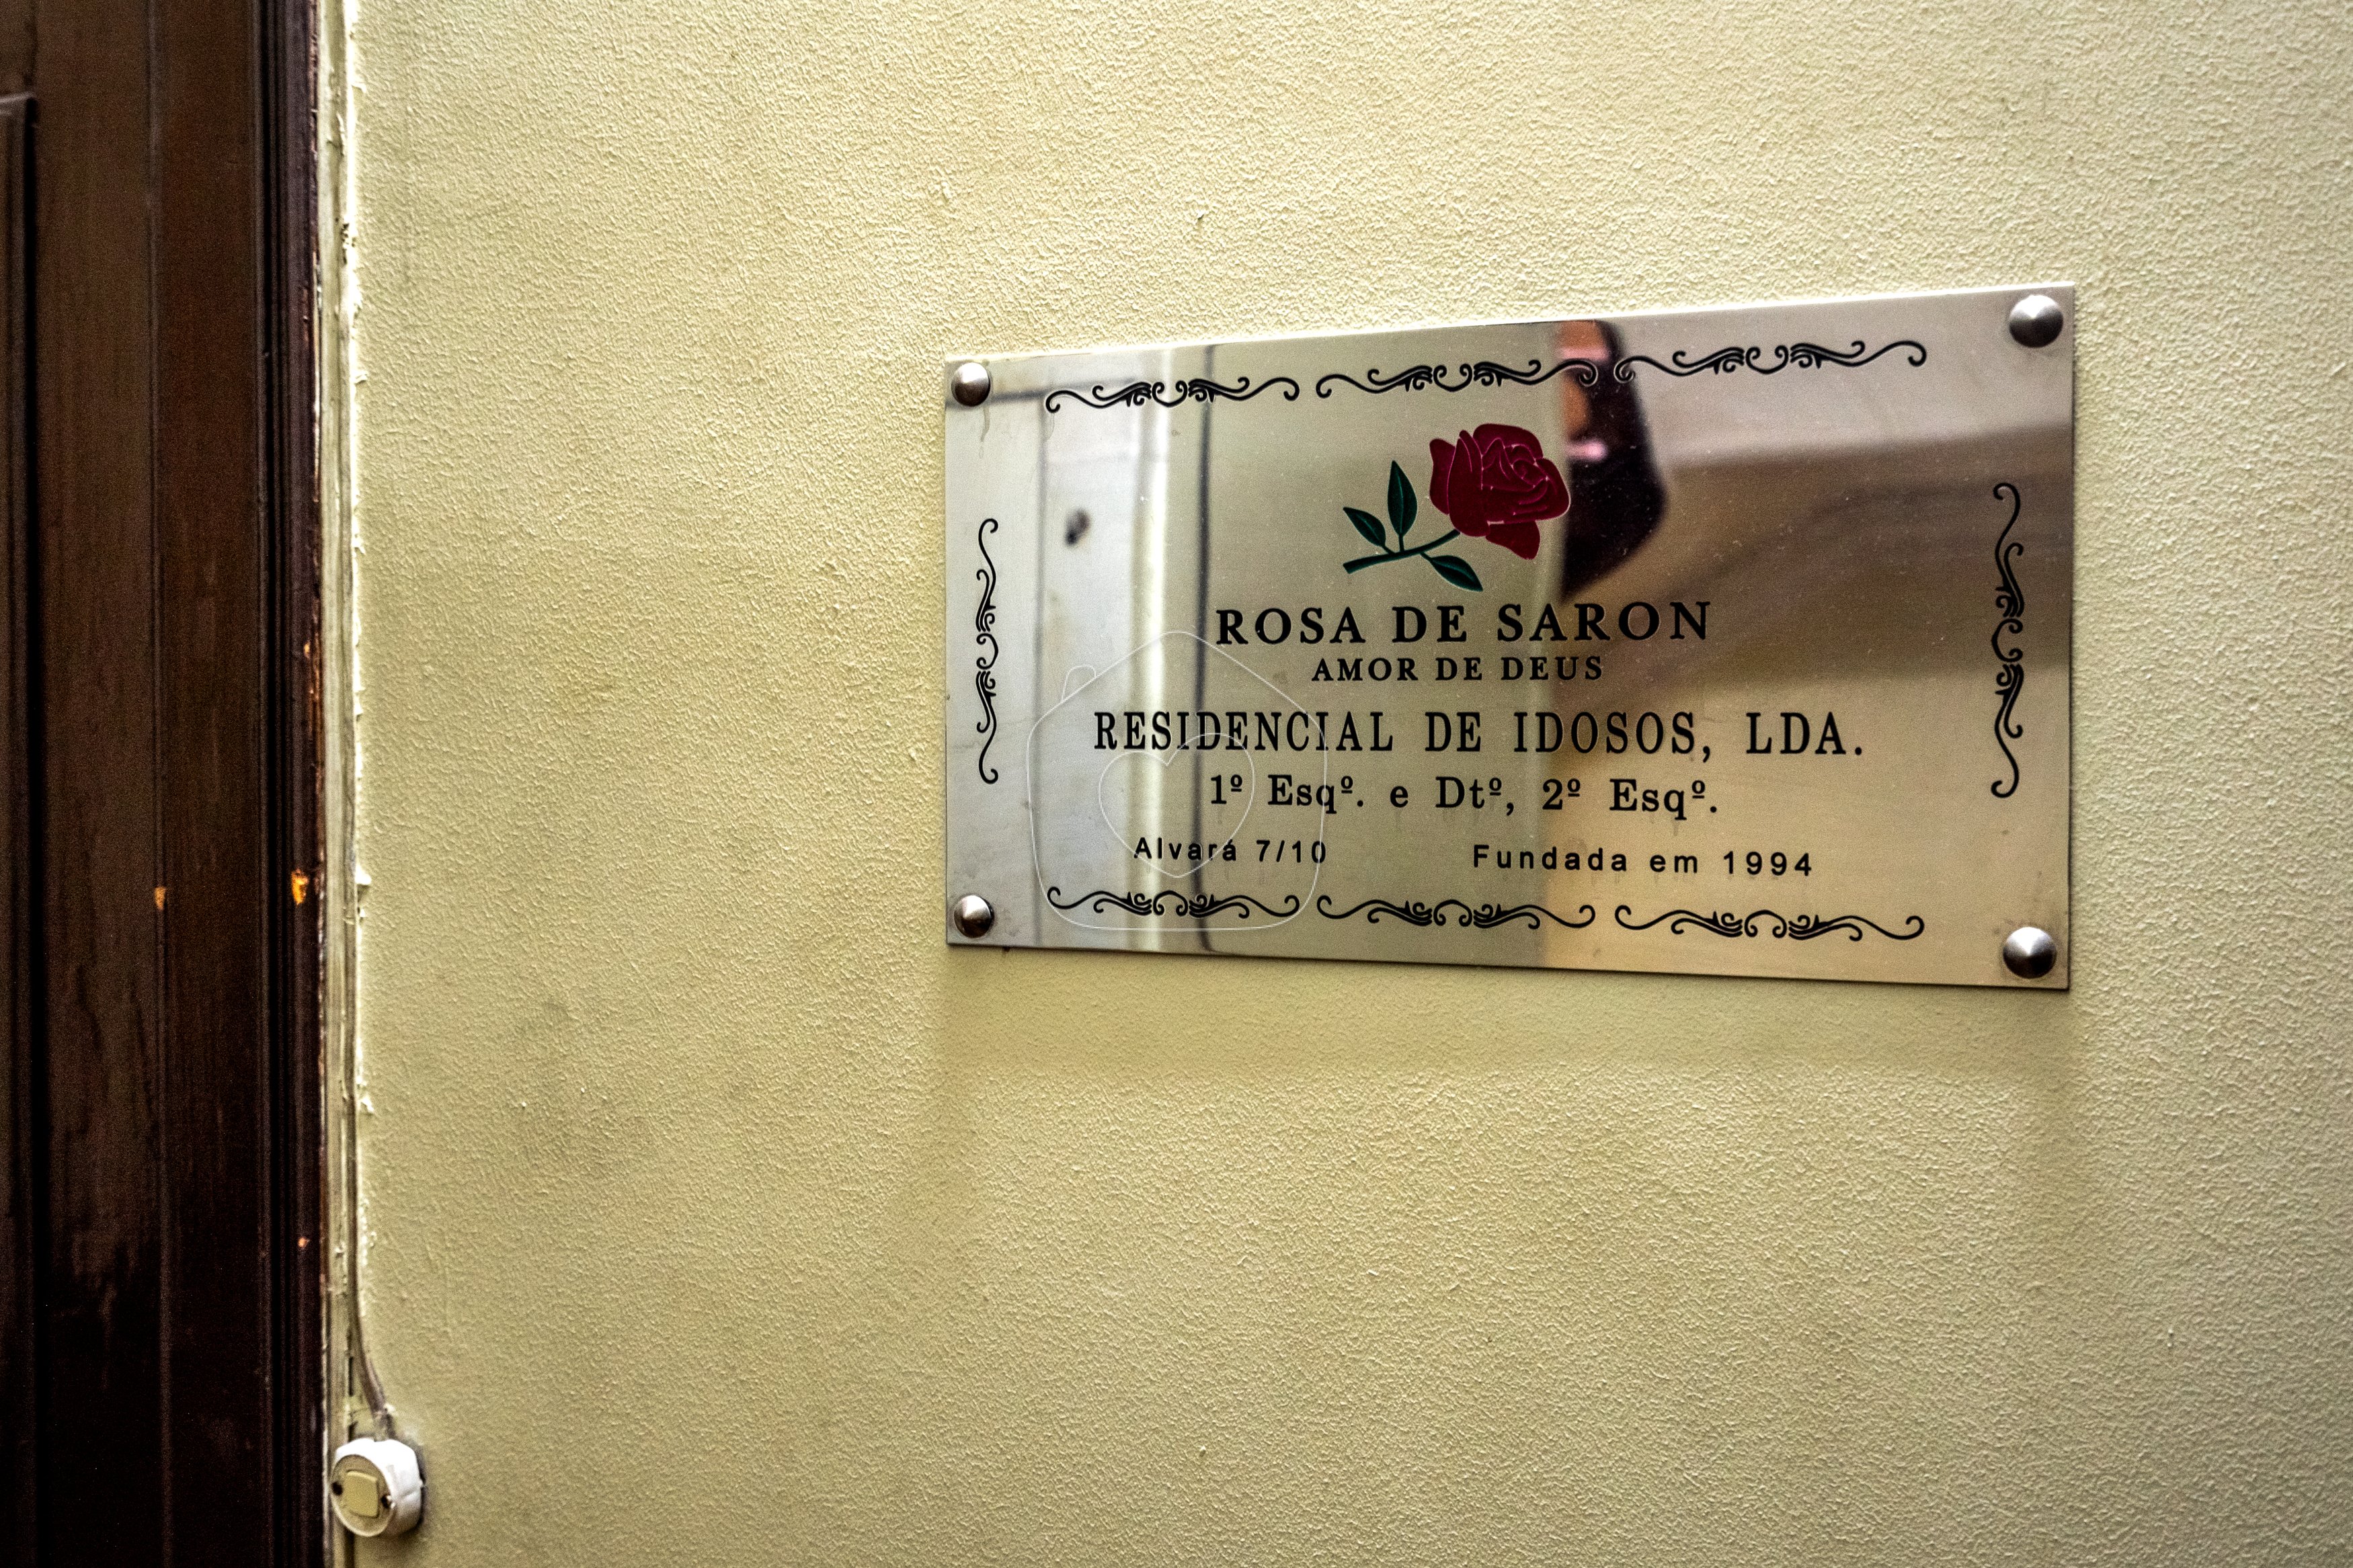 ROSA DE SARON
AMOR DE DEUS
RESIDENCIAL DE IDOSOS, LDA.
1º Esqº. e Dtº, 2º Esqº.
Alvará 7/10 Fundada em 1994